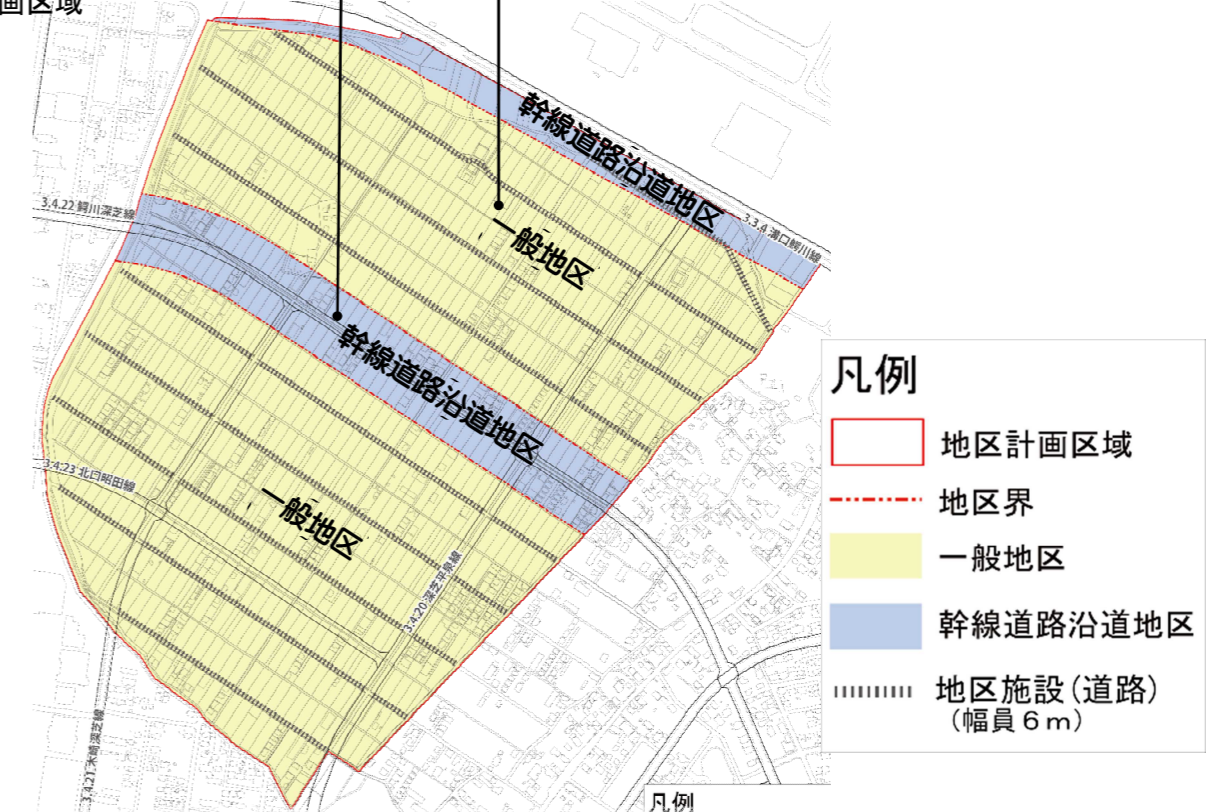 画区域
幹線道路沿道地区
3.3.4 溝口鰐川線
一般地区
3.4.22 鰐川深芝線
幹線道路沿道地区
3.4.23 北口昭田線
一般地区
3.4.20 深芝平泉線
3.4.21 木崎深芝線
凡例
地区計画区域
地区界
一般地区
幹線道路沿道地区
地区施設(道路)
(幅員6m)
凡例